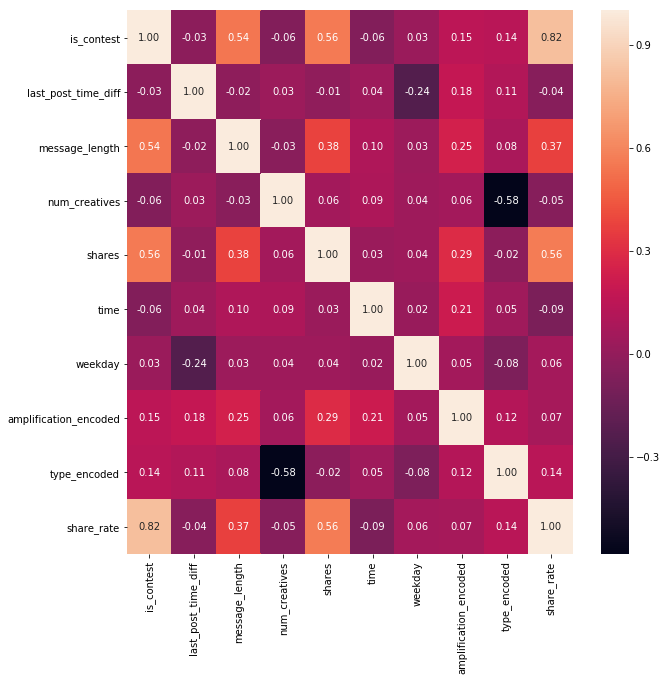 is_contest 1.00 -0.03 0.54 -0.06 0.56 -0.06 0.03 0.15 0.14 0.82
last_post_time_diff -0.03 1.00 -0.02 0.03 -0.01 0.04 -0.24 0.18 0.11 -0.04
message_length 0.54 -0.02 1.00 -0.03 0.38 0.10 0.03 0.25 0.08 0.37
num_creatives -0.06 0.03 -0.03 1.00 0.06 0.09 0.04 0.06 -0.58 -0.05
shares 0.56 -0.01 0.38 0.06 1.00 0.03 0.04 0.29 -0.02 0.56
time -0.06 0.04 0.10 0.09 0.03 1.00 0.02 0.21 0.05 -0.09
weekday 0.03 -0.24 0.03 0.04 0.04 0.02 1.00 0.05 -0.08 0.06
amplification_encoded 0.15 0.18 0.25 0.06 0.29 0.21 0.05 1.00 0.12 0.07
type_encoded 0.14 0.11 0.08 -0.58 -0.02 0.05 -0.08 0.12 1.00 0.14
share_rate 0.82 -0.04 0.37 -0.05 0.56 -0.09 0.06 0.07 0.14 1.00
is_contest
last_post_time_diff
message_length
num_creatives
shares
time
weekday
amplification_encoded
type_encoded
share_rate
0.9
0.6
0.3
0.0
−0.3